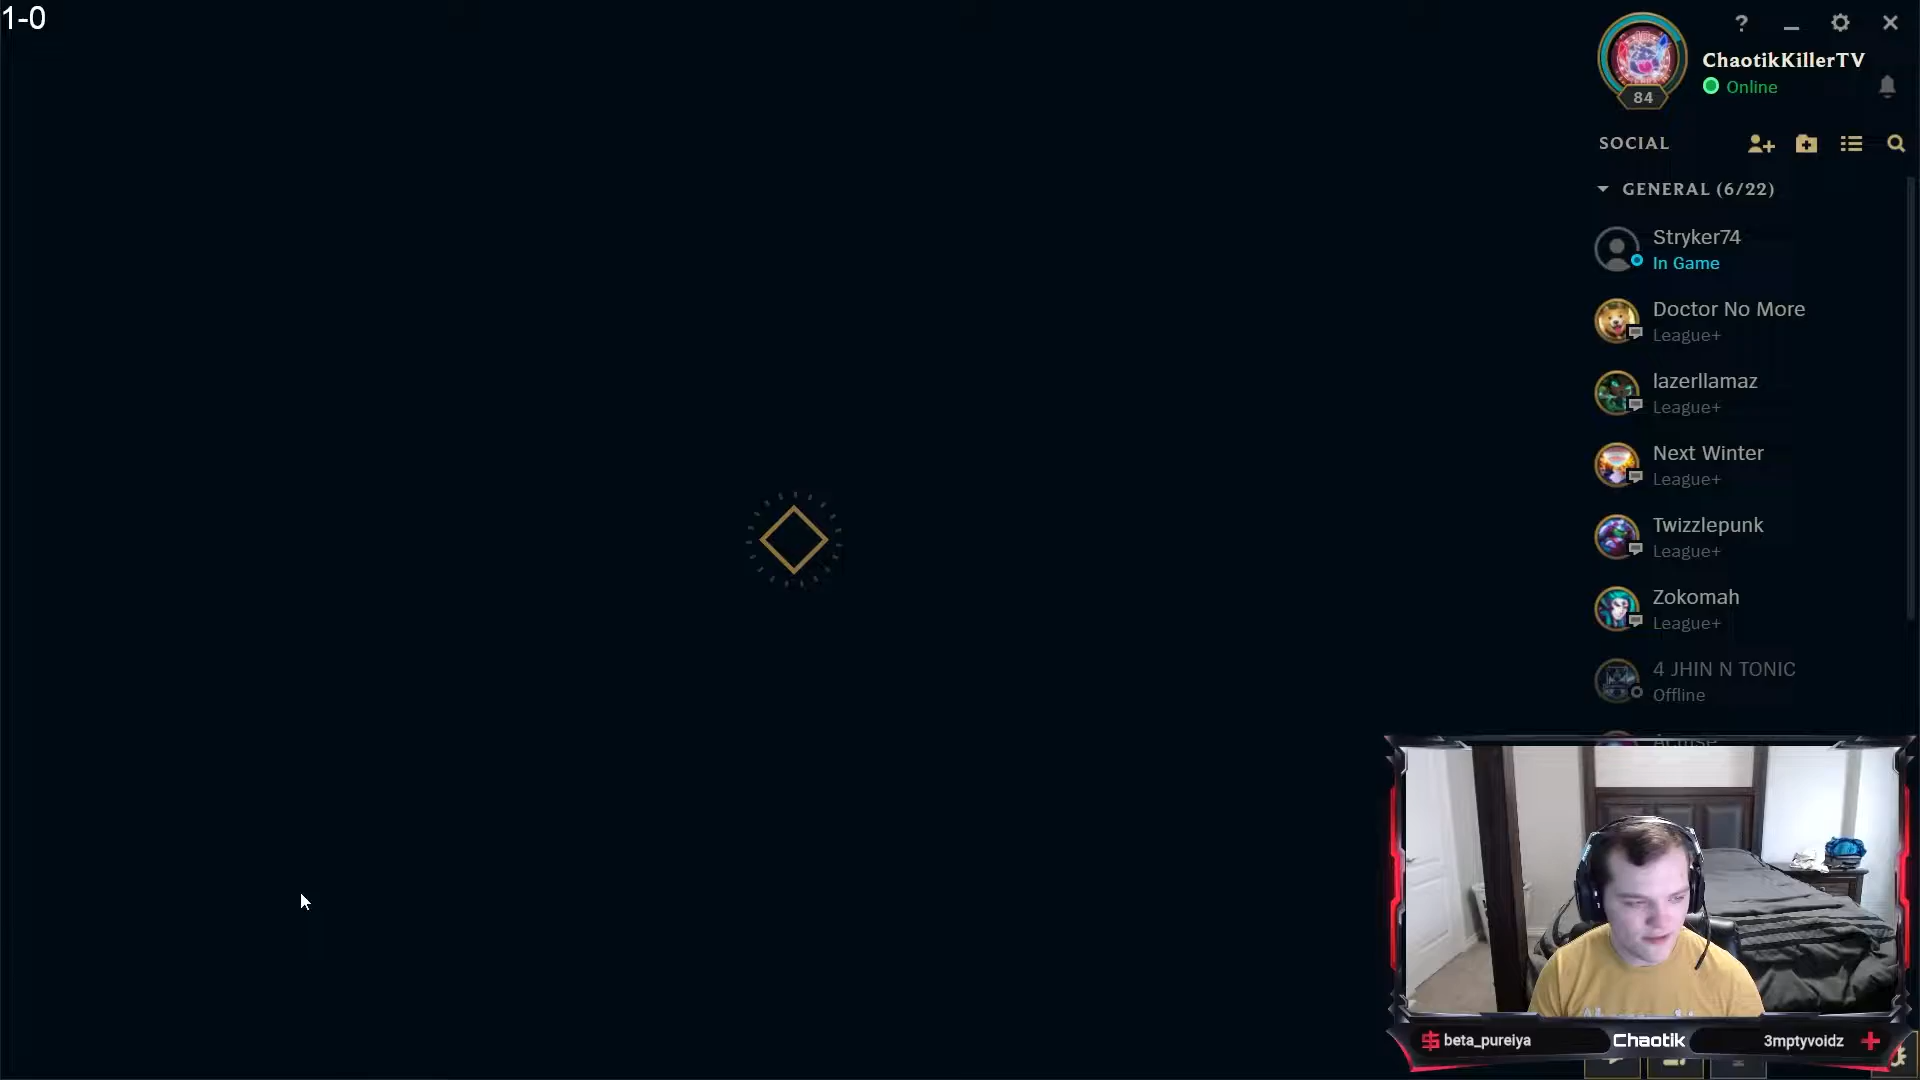 1-0
?
ChaotikKillerTV
Online
84
SOCIAL
GENERAL (6/22)
Stryker74
In Game
Doctor No More
League+
lazerllamaz
League+
Next Winter
League+
Twizzlepunk
League+
Zokomah
League+
4 JHIN N TONIC
Offline
beta_pureiya
Chaotik
3mptyvoidz